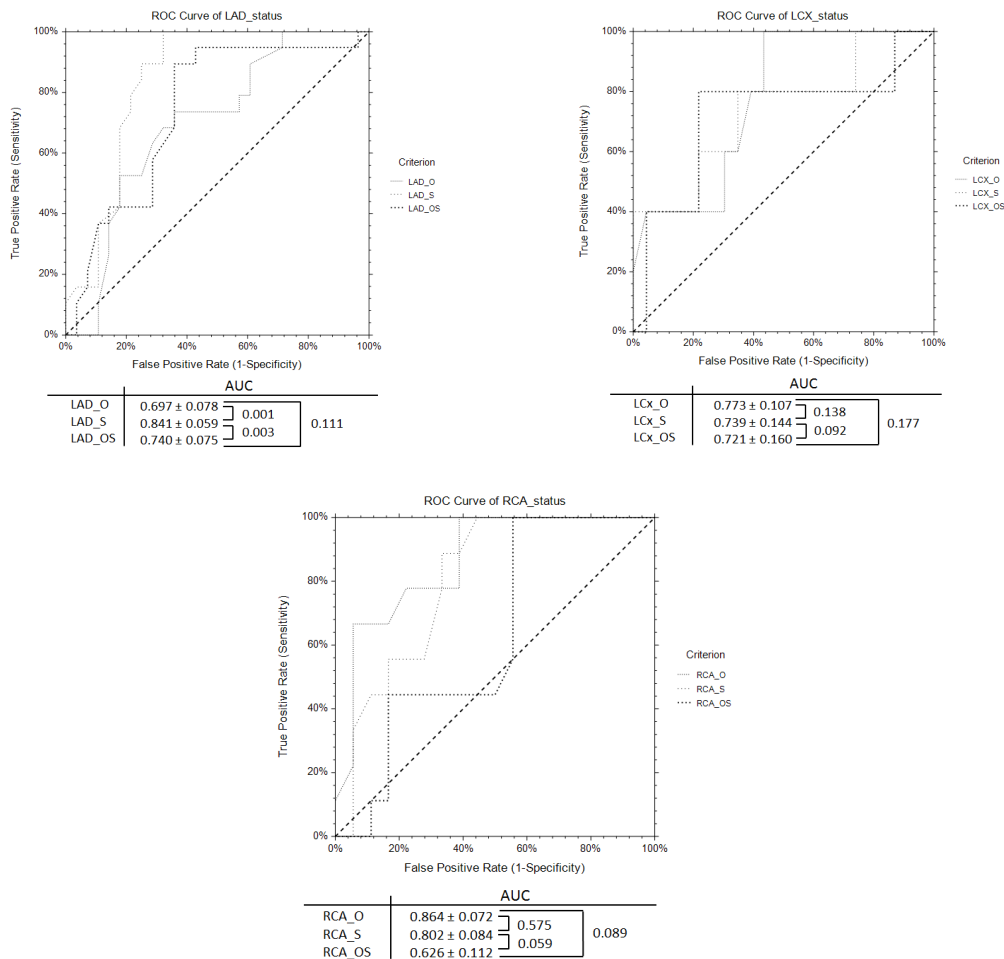 ROC Curve of LAD_status
100%
80%
60%
40%
20%
0%
True Positive Rate (Sensitivity)
0% 20% 40% 60% 80% 100%
False Positive Rate (1-Specificity)
Criterion
LAD_O
LAD_S
LAD_OS
AUC
LAD_O 0.697 ± 0.078
LAD_S 0.841 ± 0.059
LAD_OS 0.740 ± 0.075
0.001
0.003
0.111
ROC Curve of LCX_status
100%
80%
60%
40%
20%
0%
True Positive Rate (Sensitivity)
0% 20% 40% 60% 80% 100%
False Positive Rate (1-Specificity)
Criterion
LCX_O
LCX_S
LCX_OS
AUC
LCx_O 0.773 ± 0.107
LCx_S 0.739 ± 0.144
LCx_OS 0.721 ± 0.160
0.138
0.092
0.177
ROC Curve of RCA_status
100%
80%
60%
40%
20%
0%
True Positive Rate (Sensitivity)
0% 20% 40% 60% 80% 100%
False Positive Rate (1-Specificity)
Criterion
RCA_O
RCA_S
RCA_OS
AUC
RCA_O 0.864 ± 0.072
RCA_S 0.802 ± 0.084
RCA_OS 0.626 ± 0.112
0.575
0.059
0.089